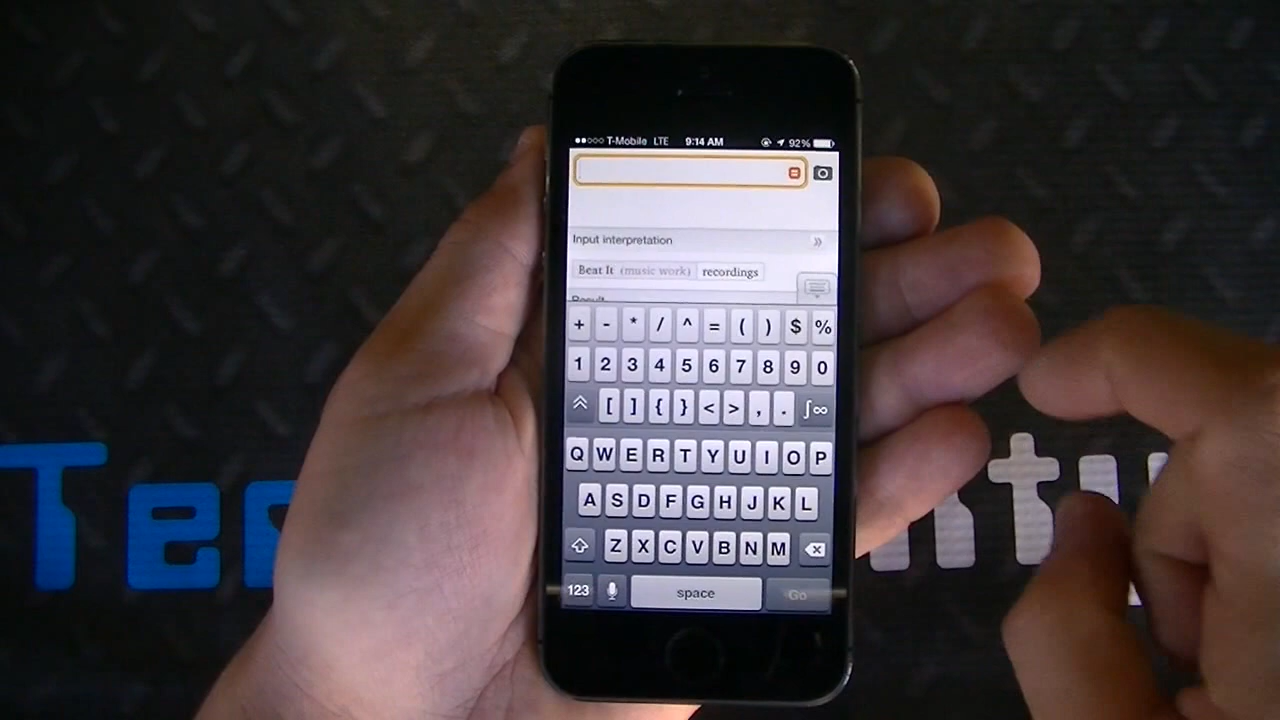 T-Mobile LTE 9:14 AM 92%
Input interpretation
Beat It (music work) recordings
Result
+ - * / ^ = ( ) $ %
1 2 3 4 5 6 7 8 9 0
[ ] { } < > , . ∫∞
Q W E R T Y U I O P
A S D F G H J K L
Z X C V B N M
123 space Go